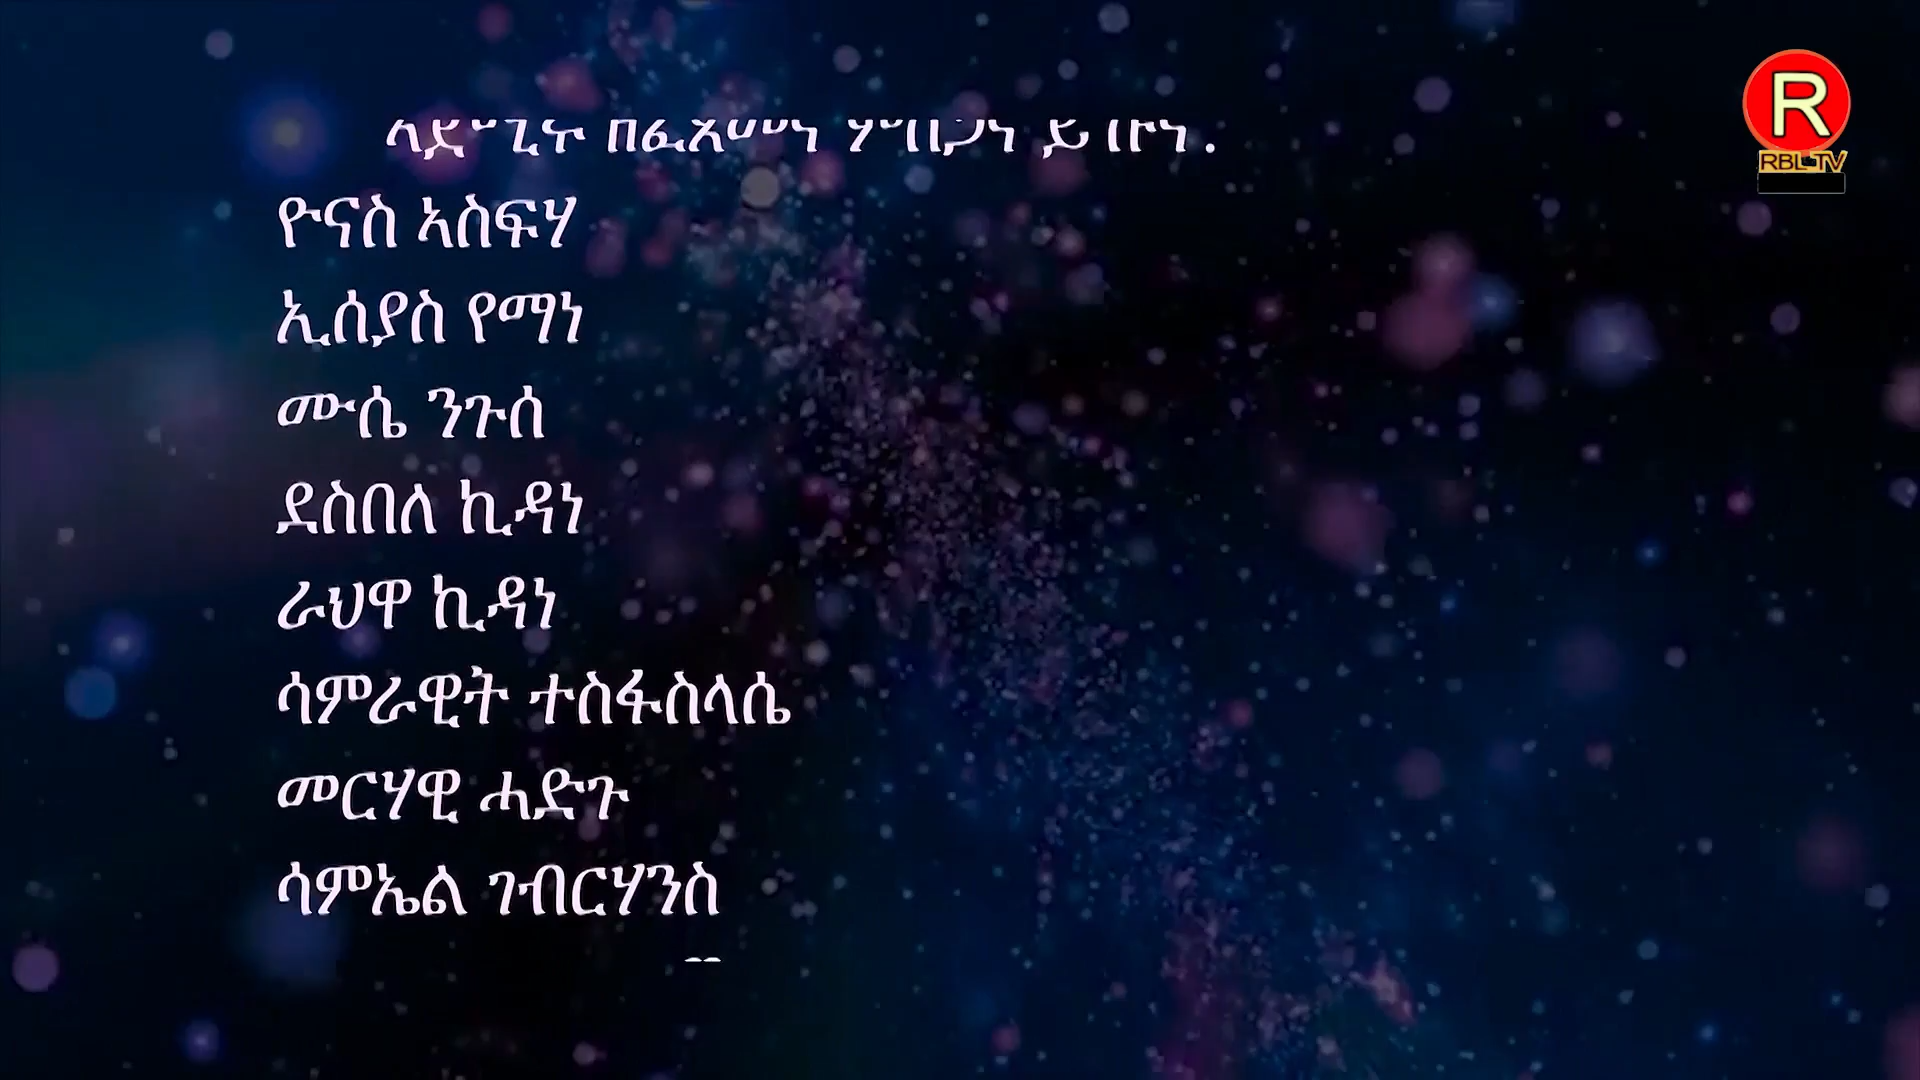 ዮናስ ኣስፍሃ
ኢሰያስ የማነ
ሙሴ ንጉሰ
ደስበለ ኪዳነ
ራህዋ ኪዳነ
ሳምራዊት ተስፋስላሴ
መርሃዊ ሓድጉ
ሳምኤል ገብርሃንስ
R
RBL TV